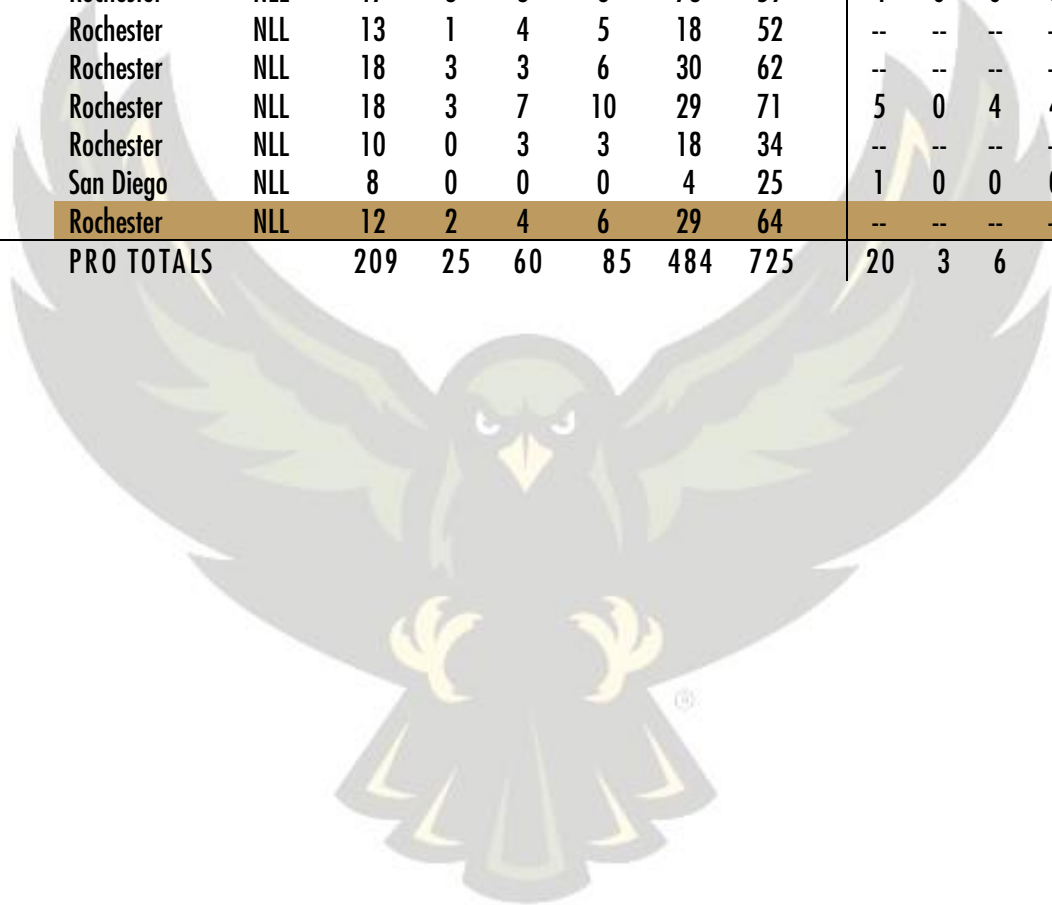 Rochester NLL 13 1 4 5 18 52 -- -- --
Rochester NLL 18 3 3 6 30 62 -- -- --
Rochester NLL 18 3 7 10 29 71 5 0 4
Rochester NLL 10 0 3 3 18 34 -- -- --
San Diego NLL 8 0 0 0 4 25 1 0 0
Rochester NLL 12 2 4 6 29 64 -- -- --
PRO TOTALS 209 25 60 85 484 725 20 3 6